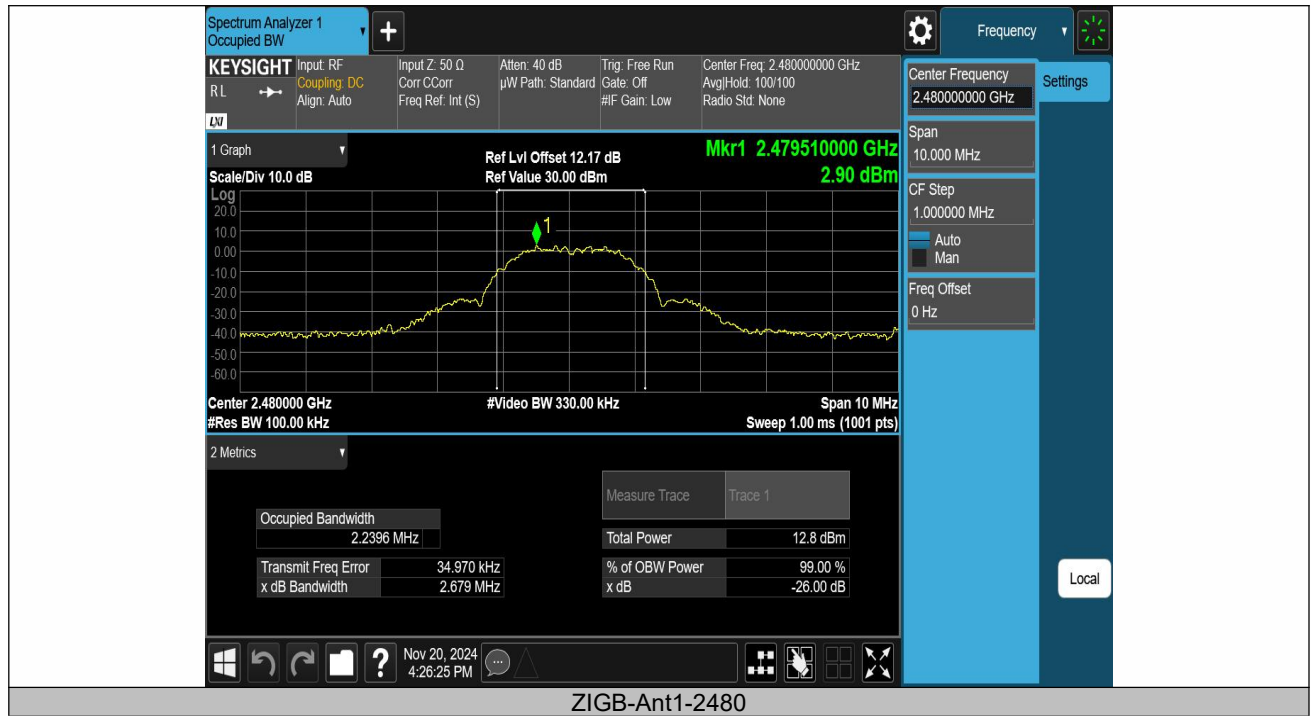 Spectrum Analyzer 1
Occupied BW
Frequency
KEYSIGHT
R L
LXI
Input: RF
Coupling: DC
Align: Auto
Input Z: 50 Ω
Corr CCorr
Freq Ref: Int (S)
Atten: 40 dB
µW Path: Standard
Trig: Free Run
Gate: Off
#IF Gain: Low
Center Freq: 2.480000000 GHz
Avg|Hold: 100/100
Radio Std: None
Center Frequency
2.480000000 GHz
Settings
Span
10.000 MHz
CF Step
1.000000 MHz
Auto
Man
Freq Offset
0 Hz
Local
1 Graph
Scale/Div 10.0 dB
Ref Lvl Offset 12.17 dB
Ref Value 30.00 dBm
Mkr1 2.479510000 GHz
2.90 dBm
Log
20.0
10.0
0.00
-10.0
-20.0
-30.0
-40.0
-50.0
-60.0
1
Center 2.480000 GHz
#Res BW 100.00 kHz
#Video BW 330.00 kHz
Span 10 MHz
Sweep 1.00 ms (1001 pts)
2 Metrics
Measure Trace Trace 1
Occupied Bandwidth
2.2396 MHz
Total Power 12.8 dBm
Transmit Freq Error 34.970 kHz
% of OBW Power 99.00 %
x dB Bandwidth 2.679 MHz
x dB -26.00 dB
Nov 20, 2024
4:26:25 PM
ZIGB-Ant1-2480